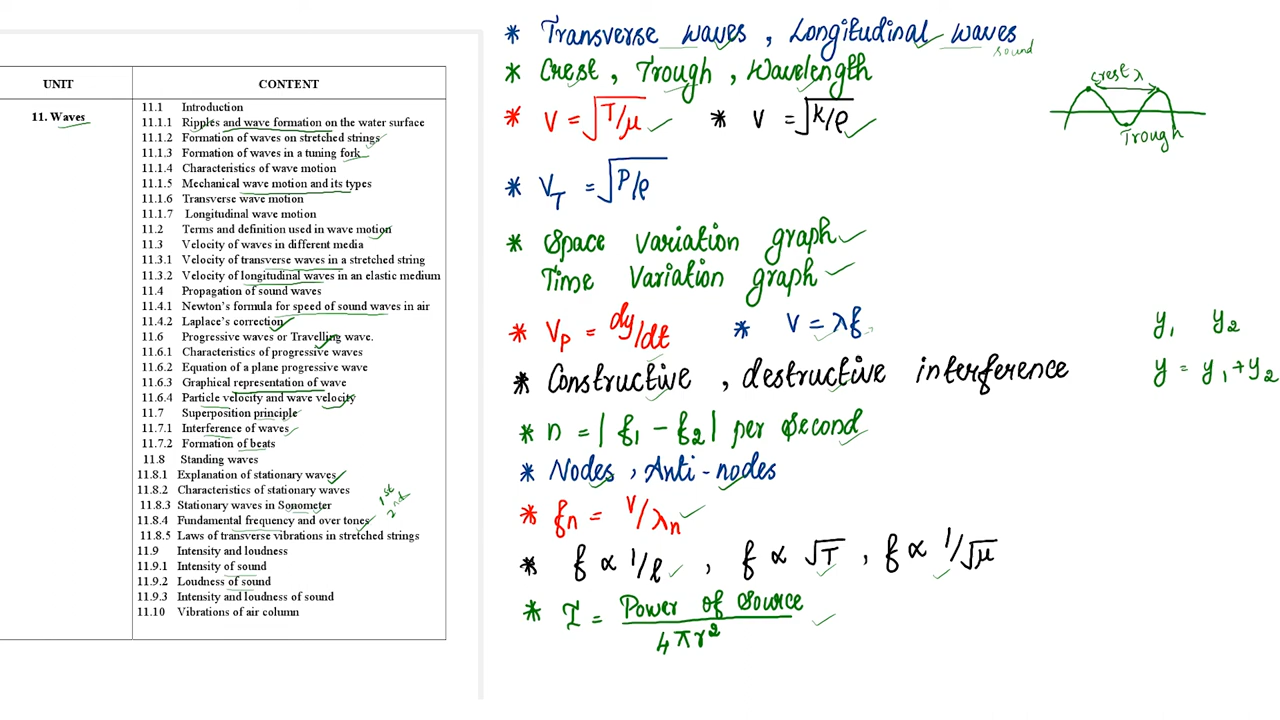 UNIT CONTENT
11. Waves
11.1 Introduction
11.1.1 Ripples and wave formation on the water surface
11.1.2 Formation of waves on stretched strings
11.1.3 Formation of waves in a tuning fork
11.1.4 Characteristics of wave motion
11.1.5 Mechanical wave motion and its types
11.1.6 Transverse wave motion
11.1.7 Longitudinal wave motion
11.2 Terms and definition used in wave motion
11.3 Velocity of waves in different media
11.3.1 Velocity of transverse waves in a stretched string
11.3.2 Velocity of longitudinal waves in an elastic medium
11.4 Propagation of sound waves
11.4.1 Newton's formula for speed of sound waves in air
11.4.2 Laplace's correction
11.6 Progressive waves or Travelling wave.
11.6.1 Characteristics of progressive waves
11.6.2 Equation of a plane progressive wave
11.6.3 Graphical representation of wave
11.6.4 Particle velocity and wave velocity
11.7 Superposition principle
11.7.1 Interference of waves
11.7.2 Formation of beats
11.8 Standing waves
11.8.1 Explanation of stationary waves
11.8.2 Characteristics of stationary waves
11.8.3 Stationary waves in Sonometer
11.8.4 Fundamental frequency and over tones
1st
2nd
11.8.5 Laws of transverse vibrations in stretched strings
11.9 Intensity and loudness
11.9.1 Intensity of sound
11.9.2 Loudness of sound
11.9.3 Intensity and loudness of sound
11.10 Vibrations of air column
* Transverse waves, Longitudinal waves
sound
* Crest, Trough, Wavelength
* V = √T/μ * V = √K/ρ
* V_T = √P/ρ
* Space Variation graph
Time Variation graph
* V_P = dy/dt * V = λf
* Constructive, destructive interference
* n = |f₁ - f₂| per second
* Nodes, Anti-nodes
* fn = V/λn
* f ∝ 1/l, f ∝ √T, f ∝ 1/√μ
* I = Power of Source
4πr²
Crest λ
Trough
y₁ y₂
y = y₁+y₂